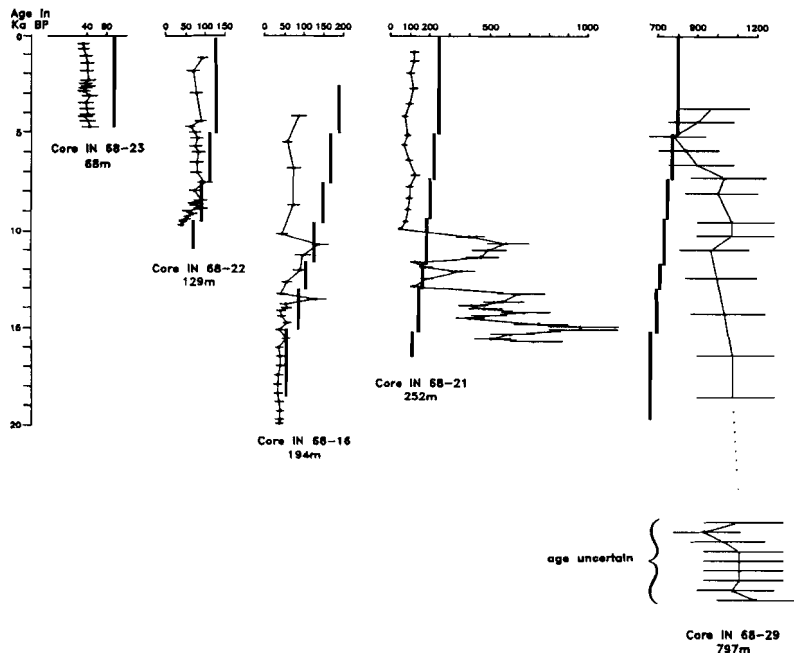 Age in
Ka BP
0
5
10
15
20
40 80
0 50 100 150
0 50 100 150 200
0 100 200 500 1000
700 900 1200
Core IN 68-23
68m
Core IN 68-22
129m
Core IN 68-16
194m
Core IN 68-21
252m
age uncertain
Core IN 68-29
797m